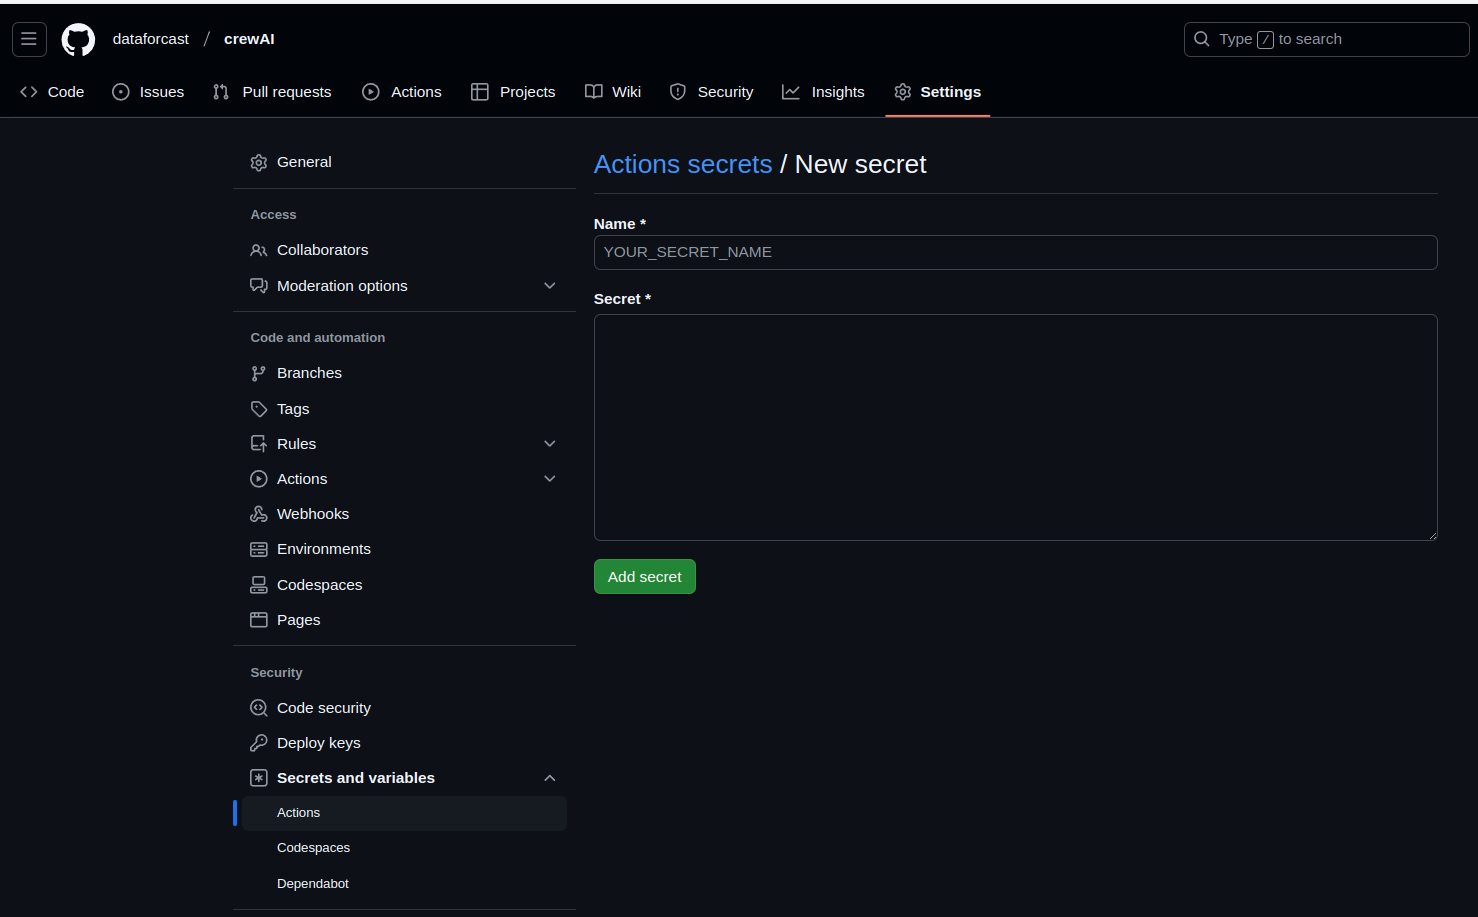 dataforcast / crewAI
Type / to search
Code Issues Pull requests Actions Projects Wiki Security Insights Settings
General
Access
Collaborators
Moderation options
Code and automation
Branches
Tags
Rules
Actions
Webhooks
Environments
Codespaces
Pages
Security
Code security
Deploy keys
Secrets and variables
Actions
Codespaces
Dependabot
Actions secrets / New secret
Name *
YOUR_SECRET_NAME
Secret *
Add secret